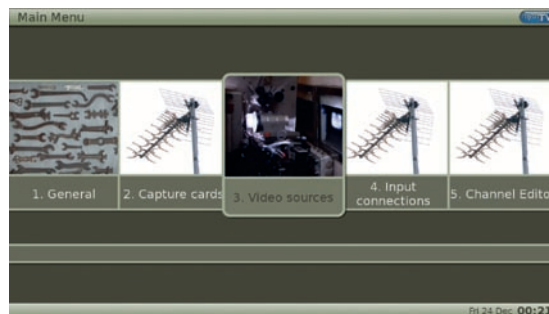 Main Menu
1. General
2. Capture cards
3. Video sources
4. Input
connections
5. Channel Edito
Fri 24 Dec, 00:21